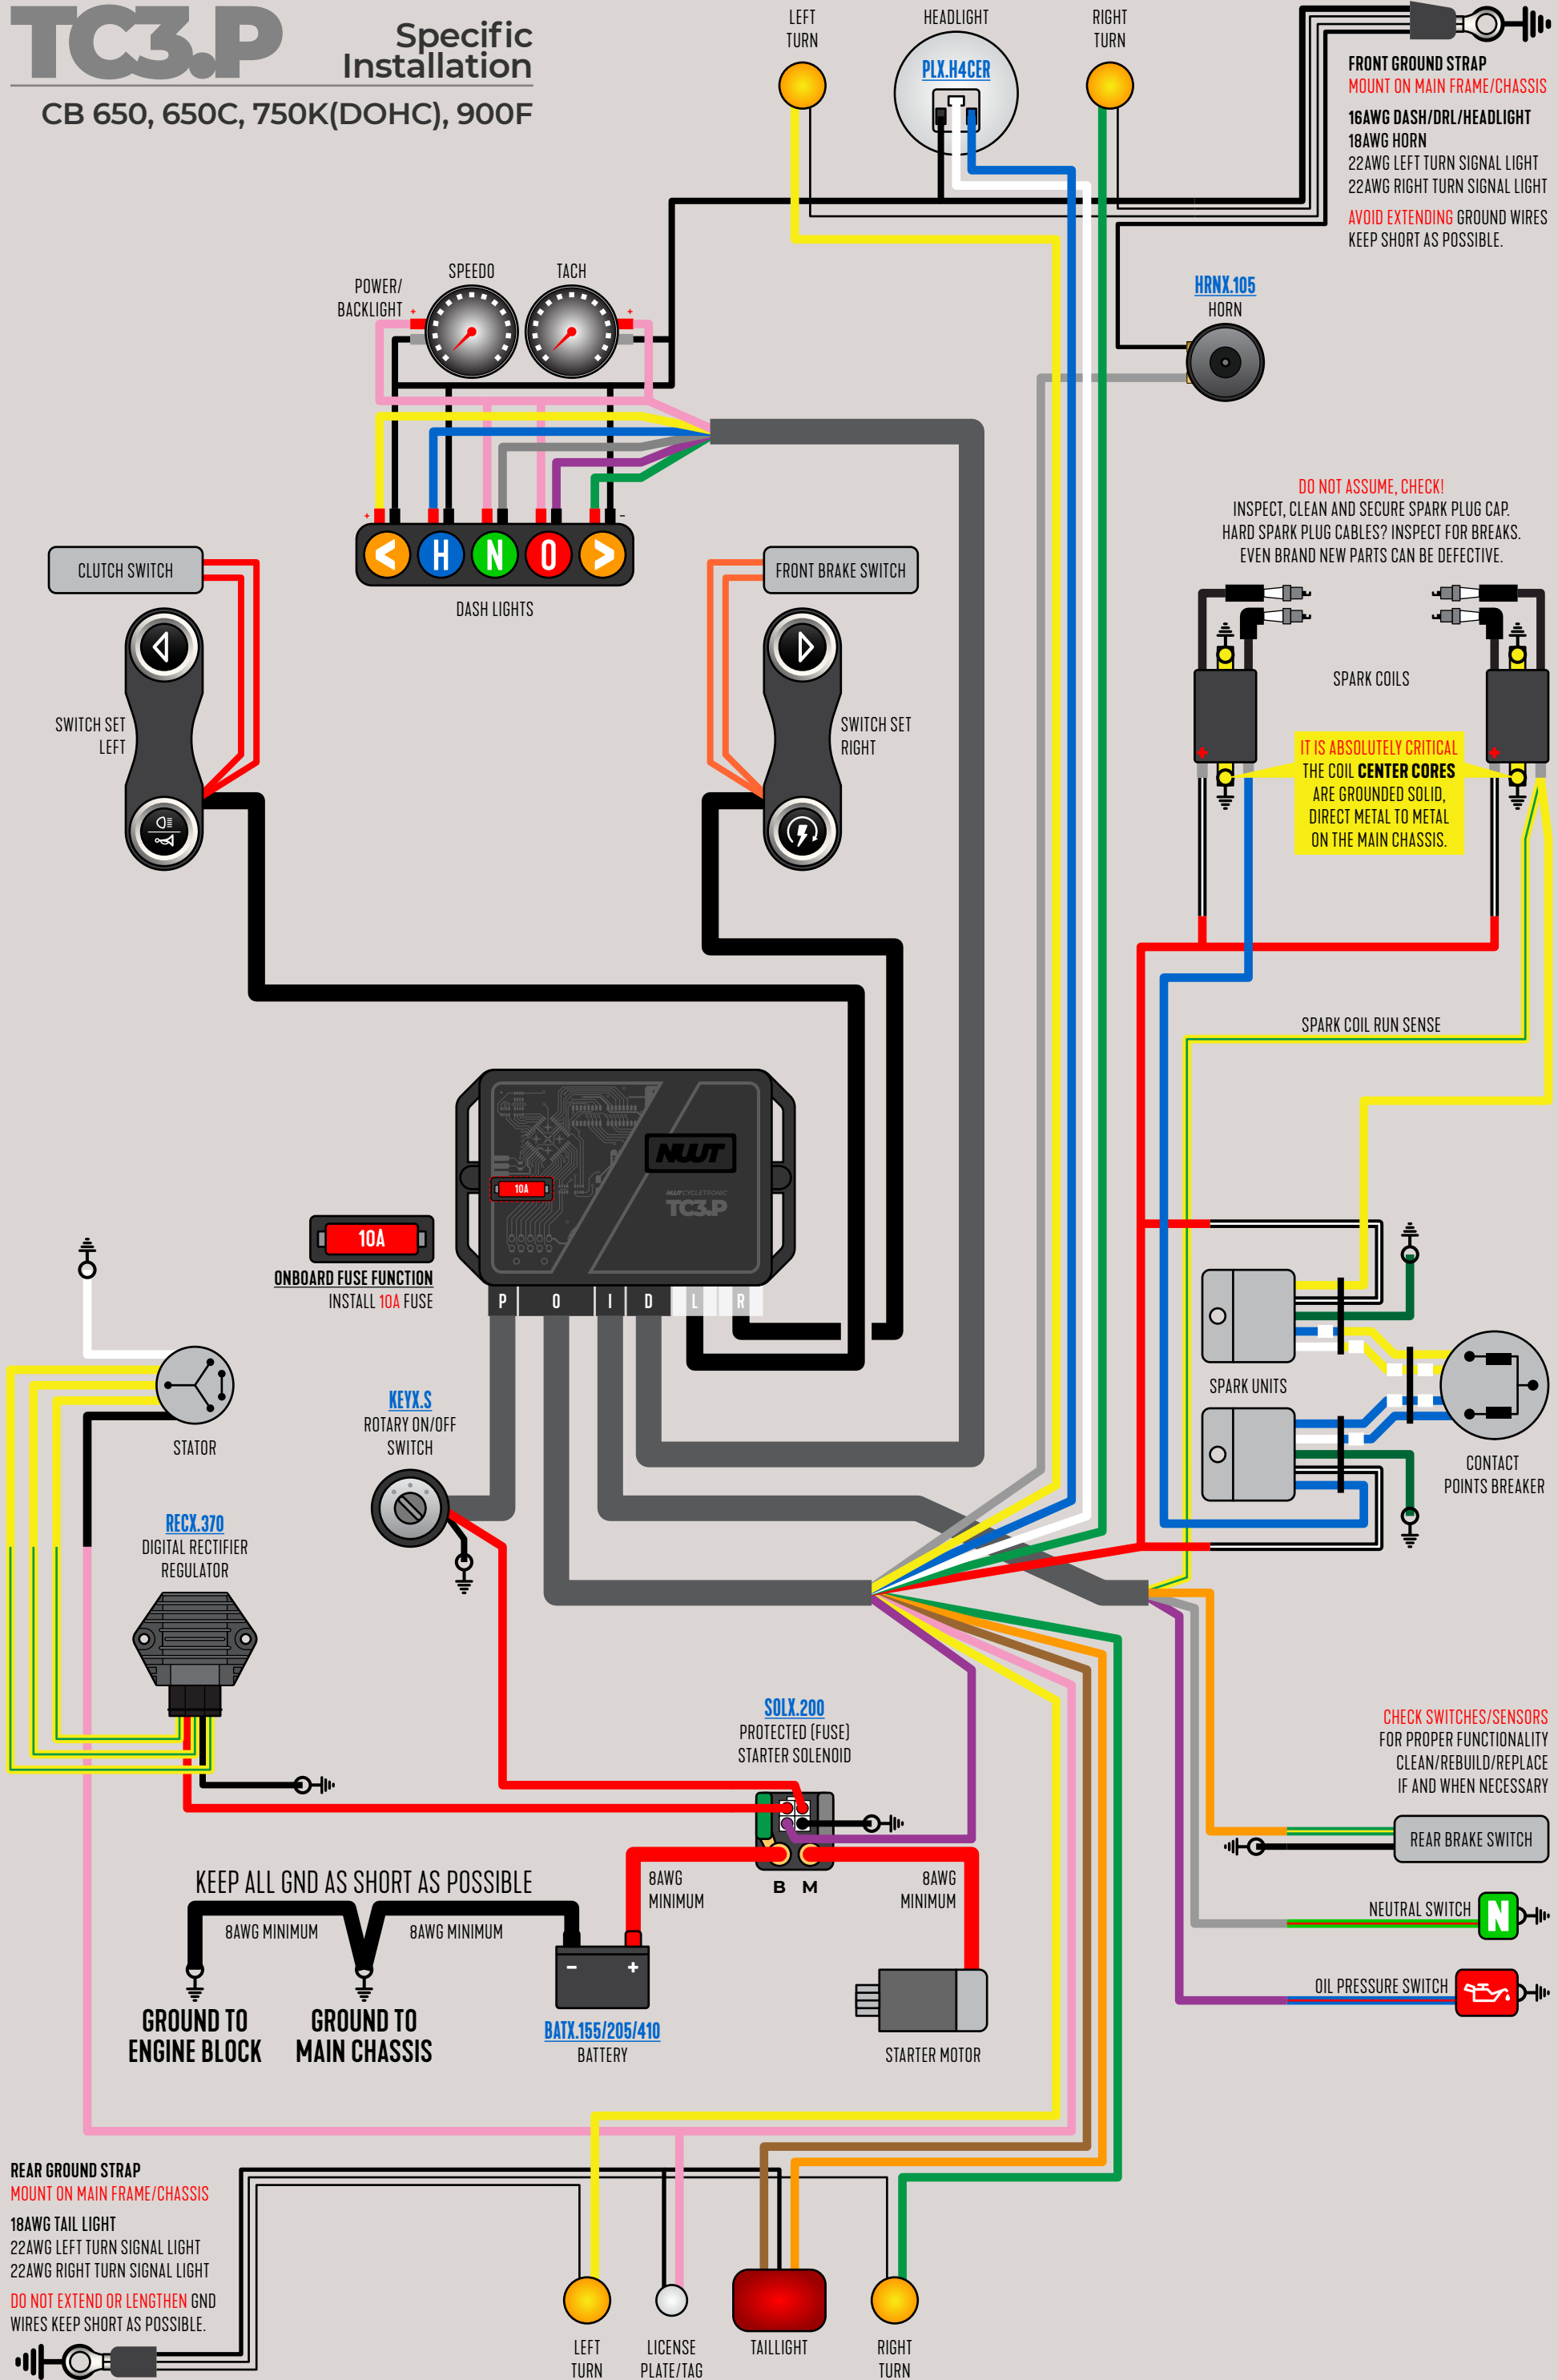 TC3.P
Specific
Installation
CB 650, 650C, 750K(DOHC), 900F
LEFT
TURN
HEADLIGHT
PLX.H4CER
RIGHT
TURN
FRONT GROUND STRAP
MOUNT ON MAIN FRAME/CHASSIS
16AWG DASH/DRL/HEADLIGHT
18AWG HORN
22AWG LEFT TURN SIGNAL LIGHT
22AWG RIGHT TURN SIGNAL LIGHT
AVOID EXTENDING GROUND WIRES
KEEP SHORT AS POSSIBLE.
POWER/
BACKLIGHT
SPEEDO
TACH
+
+
HRNX.105
HORN
+
-
< H N O >
DASH LIGHTS
CLUTCH SWITCH
FRONT BRAKE SWITCH
SWITCH SET
LEFT
SWITCH SET
RIGHT
DO NOT ASSUME, CHECK!
INSPECT, CLEAN AND SECURE SPARK PLUG CAP.
HARD SPARK PLUG CABLES? INSPECT FOR BREAKS.
EVEN BRAND NEW PARTS CAN BE DEFECTIVE.
SPARK COILS
+
+
IT IS ABSOLUTELY CRITICAL
THE COIL CENTER CORES
ARE GROUNDED SOLID,
DIRECT METAL TO METAL
ON THE MAIN CHASSIS.
SPARK COIL RUN SENSE
NWT
10A
NWT CYCLETRONIC
TC3.P
10A
ONBOARD FUSE FUNCTION
INSTALL 10A FUSE
P O I D L R
STATOR
KEYX.S
ROTARY ON/OFF
SWITCH
SPARK UNITS
CONTACT
POINTS BREAKER
RECX.370
DIGITAL RECTIFIER
REGULATOR
SOLX.200
PROTECTED (FUSE)
STARTER SOLENOID
B M
8AWG
MINIMUM
8AWG
MINIMUM
CHECK SWITCHES/SENSORS
FOR PROPER FUNCTIONALITY
CLEAN/REBUILD/REPLACE
IF AND WHEN NECESSARY
REAR BRAKE SWITCH
NEUTRAL SWITCH
N
OIL PRESSURE SWITCH
KEEP ALL GND AS SHORT AS POSSIBLE
8AWG MINIMUM
8AWG MINIMUM
- +
GROUND TO
ENGINE BLOCK
GROUND TO
MAIN CHASSIS
BATX.155/205/410
BATTERY
STARTER MOTOR
REAR GROUND STRAP
MOUNT ON MAIN FRAME/CHASSIS
18AWG TAIL LIGHT
22AWG LEFT TURN SIGNAL LIGHT
22AWG RIGHT TURN SIGNAL LIGHT
DO NOT EXTEND OR LENGTHEN GND
WIRES KEEP SHORT AS POSSIBLE.
LEFT
TURN
LICENSE
PLATE/TAG
TAILLIGHT
RIGHT
TURN